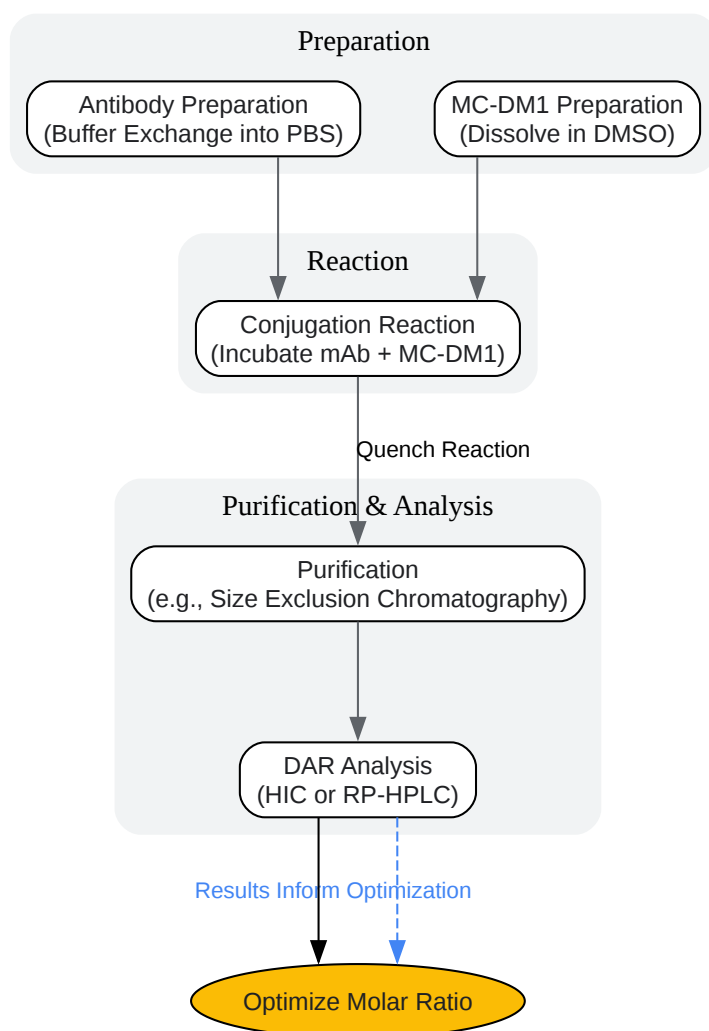 Preparation
Antibody Preparation
(Buffer Exchange into PBS)
MC-DM1 Preparation
(Dissolve in DMSO)
Reaction
Conjugation Reaction
(Incubate mAb + MC-DM1)
Quench Reaction
Purification & Analysis
Purification
(e.g., Size Exclusion Chromatography)
DAR Analysis
(HIC or RP-HPLC)
Results Inform Optimization
Optimize Molar Ratio